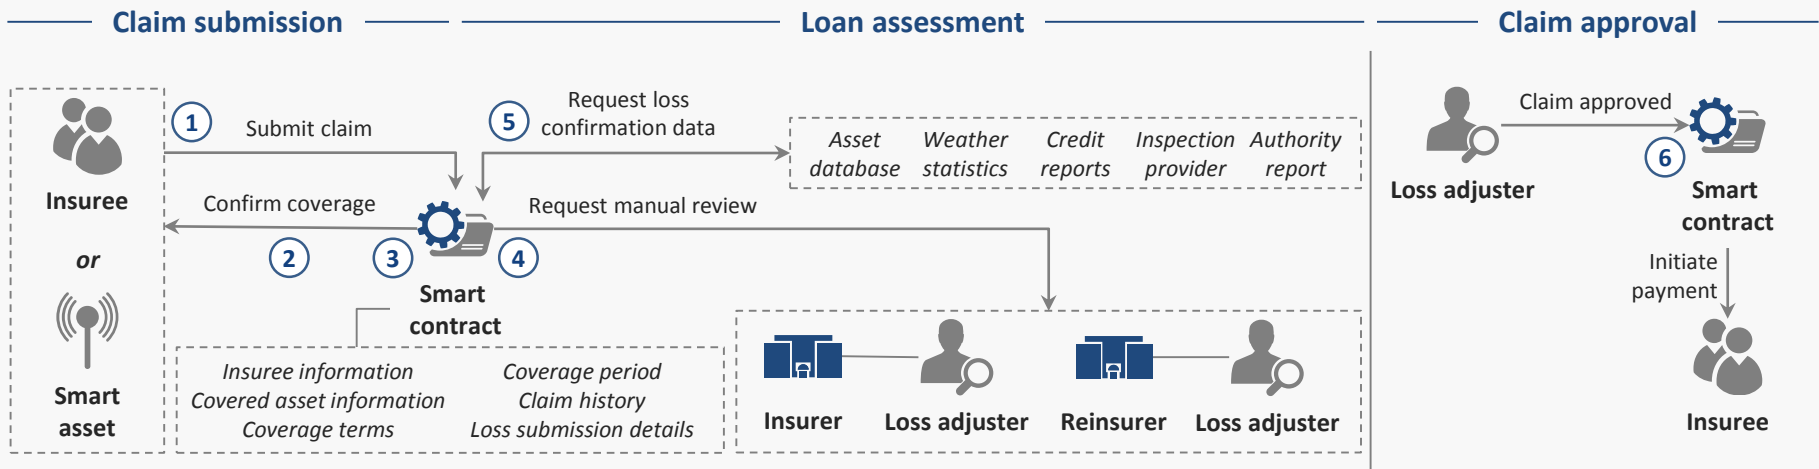 Claim submission
Loan assessment
Claim approval
1
Submit claim
5
Request loss
confirmation data
Asset
database
Weather
statistics
Credit
reports
Inspection
provider
Authority
report
Claim approved
6
Loss adjuster
Smart
contract
Initiate
payment
Insuree
Insuree
or
Smart
asset
Confirm coverage
2
3
4
Request manual review
Smart
contract
Insuree information
Covered asset information
Coverage terms
Coverage period
Claim history
Loss submission details
Insurer
Loss adjuster
Reinsurer
Loss adjuster